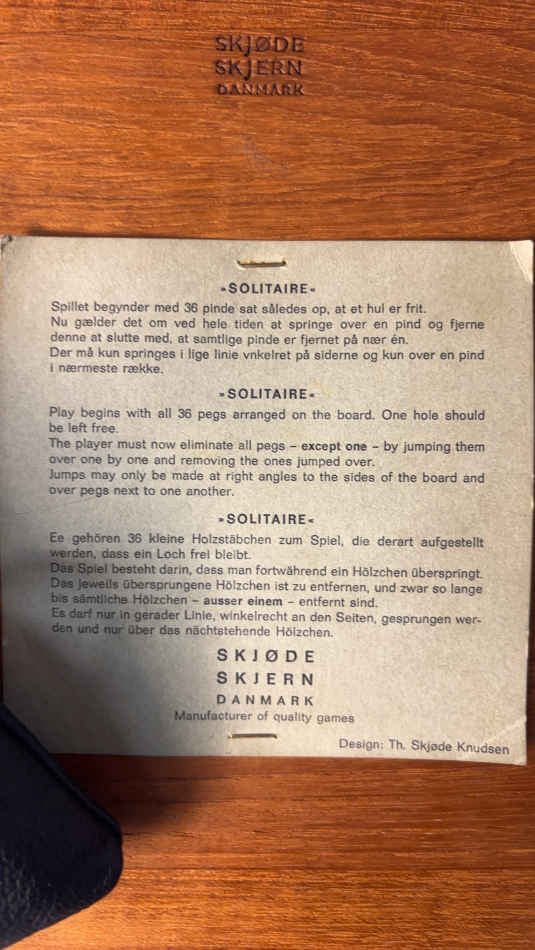 SKJØDE
SKJERN
DANMARK
»SOLITAIRE«
Spillet begynder med 36 pinde sat således op, at et hul er frit.
Nu gælder det om ved hele tiden at springe over en pind og fjerne
denne at slutte med, at samtlige pinde er fjernet på nær én.
Der må kun springes i lige linie vnkelret på siderne og kun over en pind
i nærmeste række.
»SOLITAIRE«
Play begins with all 36 pegs arranged on the board. One hole should
be left free.
The player must now eliminate all pegs – except one – by jumping them
over one by one and removing the ones jumped over.
Jumps may only be made at right angles to the sides of the board and
over pegs next to one another.
»SOLITAIRE«
Ee gehören 36 kleine Holzstäbchen zum Spiel, die derart aufgestellt
werden, dass ein Loch frei bleibt.
Das Spiel besteht darin, dass man fortwährend ein Hölzchen überspringt.
Das jeweils übersprungene Hölzchen ist zu entfernen, und zwar so lange
bis sämtliche Hölzchen – ausser einem – entfernt sind.
Es darf nur in gerader Linie, winkelrecht an den Seiten, gesprungen wer-
den und nur über das nächtstehende Hölzchen.
SKJØDE
SKJERN
DANMARK
Manufacturer of quality games
Design: Th. Skjøde Knudsen